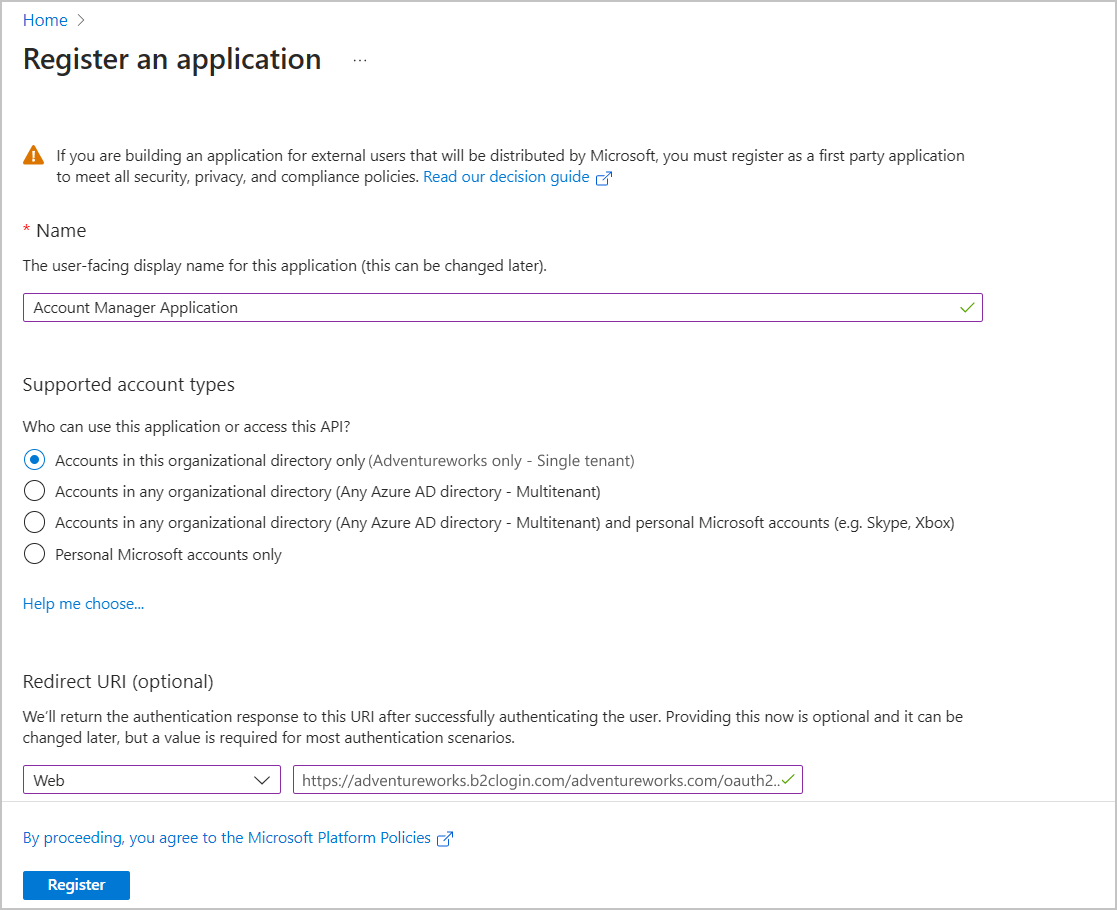 Home
Register an application ...
If you are building an application for external users that will be distributed by Microsoft, you must register as a first party application
to meet all security, privacy, and compliance policies. Read our decision guide
* Name
The user-facing display name for this application (this can be changed later).
Account Manager Application
Supported account types
Who can use this application or access this API?
Accounts in this organizational directory only (Adventureworks only - Single tenant)
Accounts in any organizational directory (Any Azure AD directory - Multitenant)
Accounts in any organizational directory (Any Azure AD directory - Multitenant) and personal Microsoft accounts (e.g. Skype, Xbox)
Personal Microsoft accounts only
Help me choose...
Redirect URI (optional)
We'll return the authentication response to this URI after successfully authenticating the user. Providing this now is optional and it can be
changed later, but a value is required for most authentication scenarios.
Web https://adventureworks.b2clogin.com/adventureworks.com/oauth2..
By proceeding, you agree to the Microsoft Platform Policies
Register